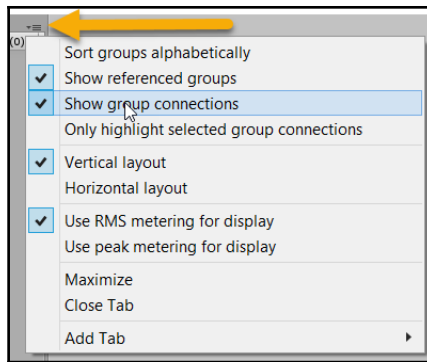 (0)
Sort groups alphabetically
Show referenced groups
Show group connections
Only highlight selected group connections
Vertical layout
Horizontal layout
Use RMS metering for display
Use peak metering for display
Maximize
Close Tab
Add Tab